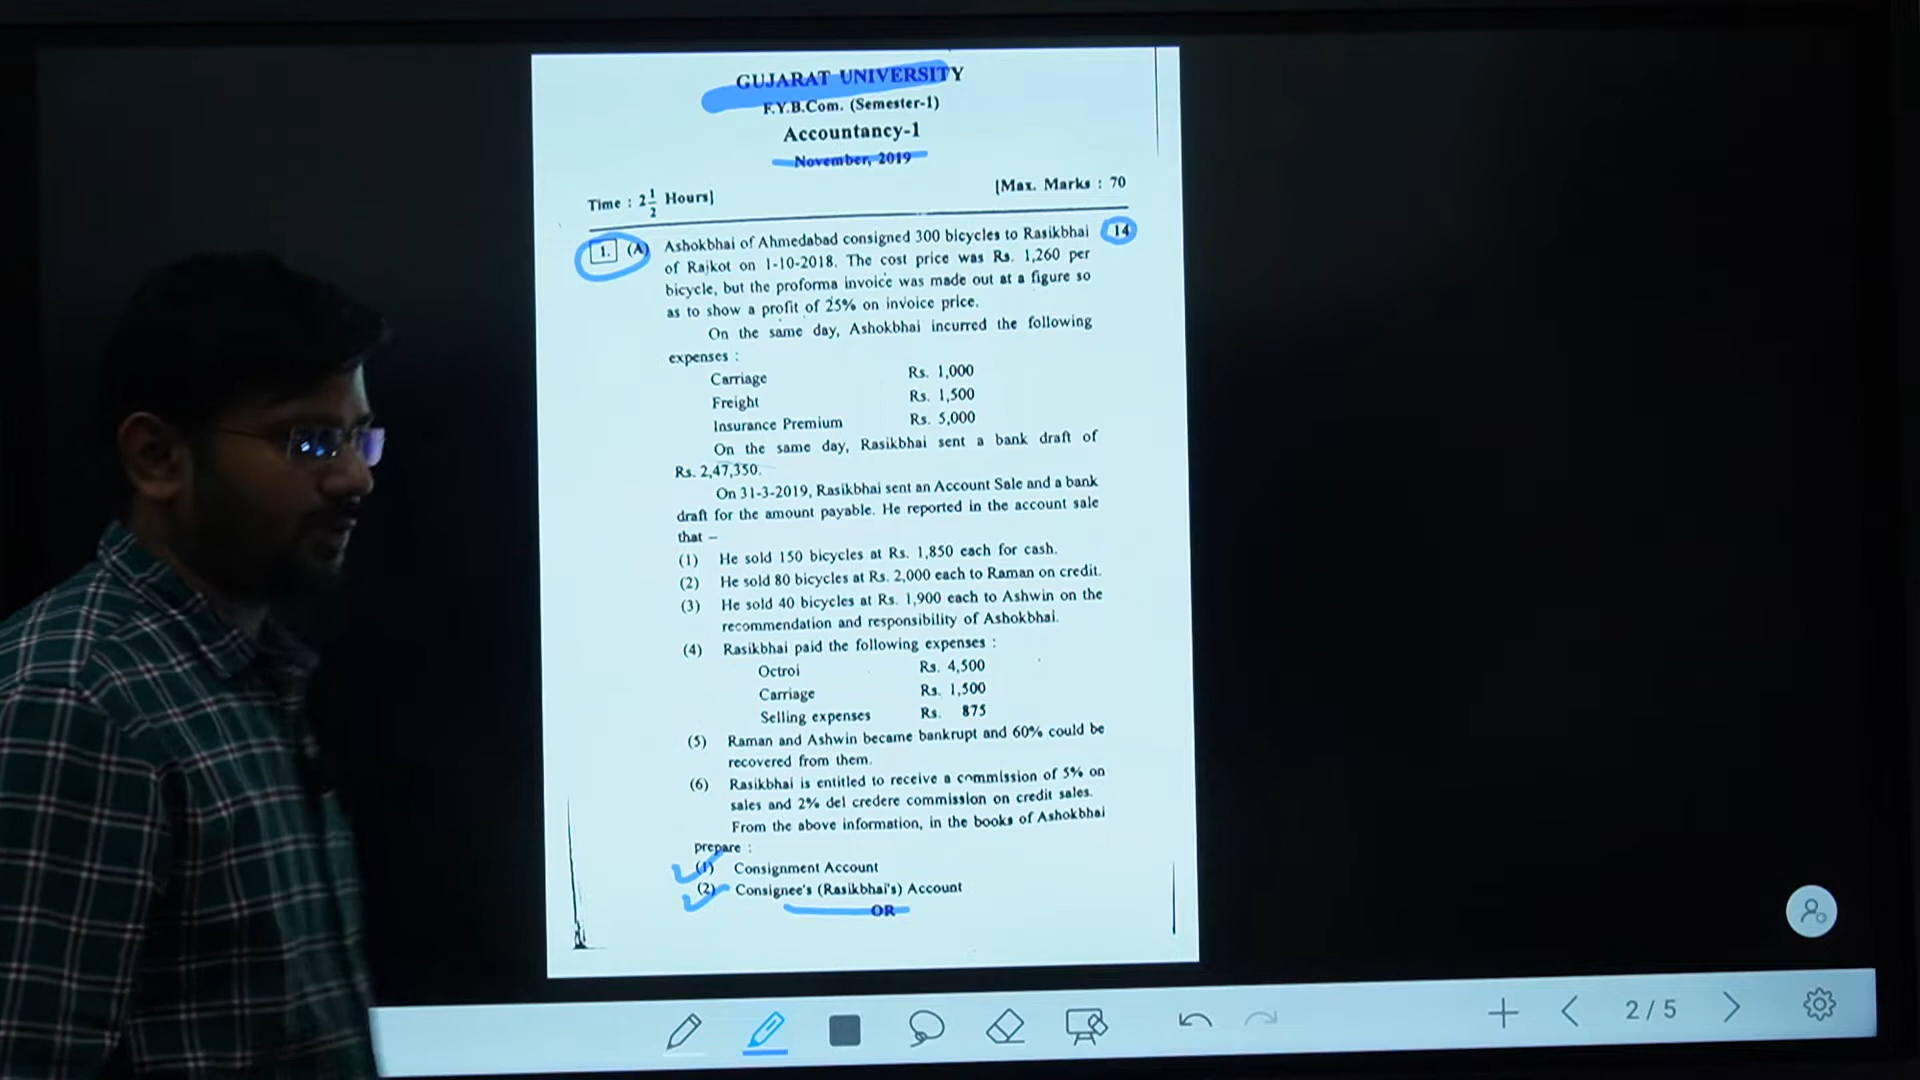 GUJARAT UNIVERSITY
F.Y.B.Com. (Semester-1)
Accountancy-1
November, 2019
Time : 2 1/2 Hours] [Max. Marks : 70
1. (A) Ashokbhai of Ahmedabad consigned 300 bicycles to Rasikbhai 14
of Rajkot on 1-10-2018. The cost price was Rs. 1,260 per
bicycle, but the proforma invoice was made out at a figure so
as to show a profit of 25% on invoice price.
On the same day, Ashokbhai incurred the following
expenses :
Carriage Rs. 1,000
Freight Rs. 1,500
Insurance Premium Rs. 5,000
On the same day, Rasikbhai sent a bank draft of
Rs. 2,47,350.
On 31-3-2019, Rasikbhai sent an Account Sale and a bank
draft for the amount payable. He reported in the account sale
that –
(1) He sold 150 bicycles at Rs. 1,850 each for cash.
(2) He sold 80 bicycles at Rs. 2,000 each to Raman on credit.
(3) He sold 40 bicycles at Rs. 1,900 each to Ashwin on the
recommendation and responsibility of Ashokbhai.
(4) Rasikbhai paid the following expenses :
Octroi Rs. 4,500
Carriage Rs. 1,500
Selling expenses Rs. 875
(5) Raman and Ashwin became bankrupt and 60% could be
recovered from them.
(6) Rasikbhai is entitled to receive a commission of 5% on
sales and 2% del credere commission on credit sales.
From the above information, in the books of Ashokbhai
prepare :
(1) Consignment Account
(2) Consignee's (Rasikbhai's) Account
OR
2 / 5